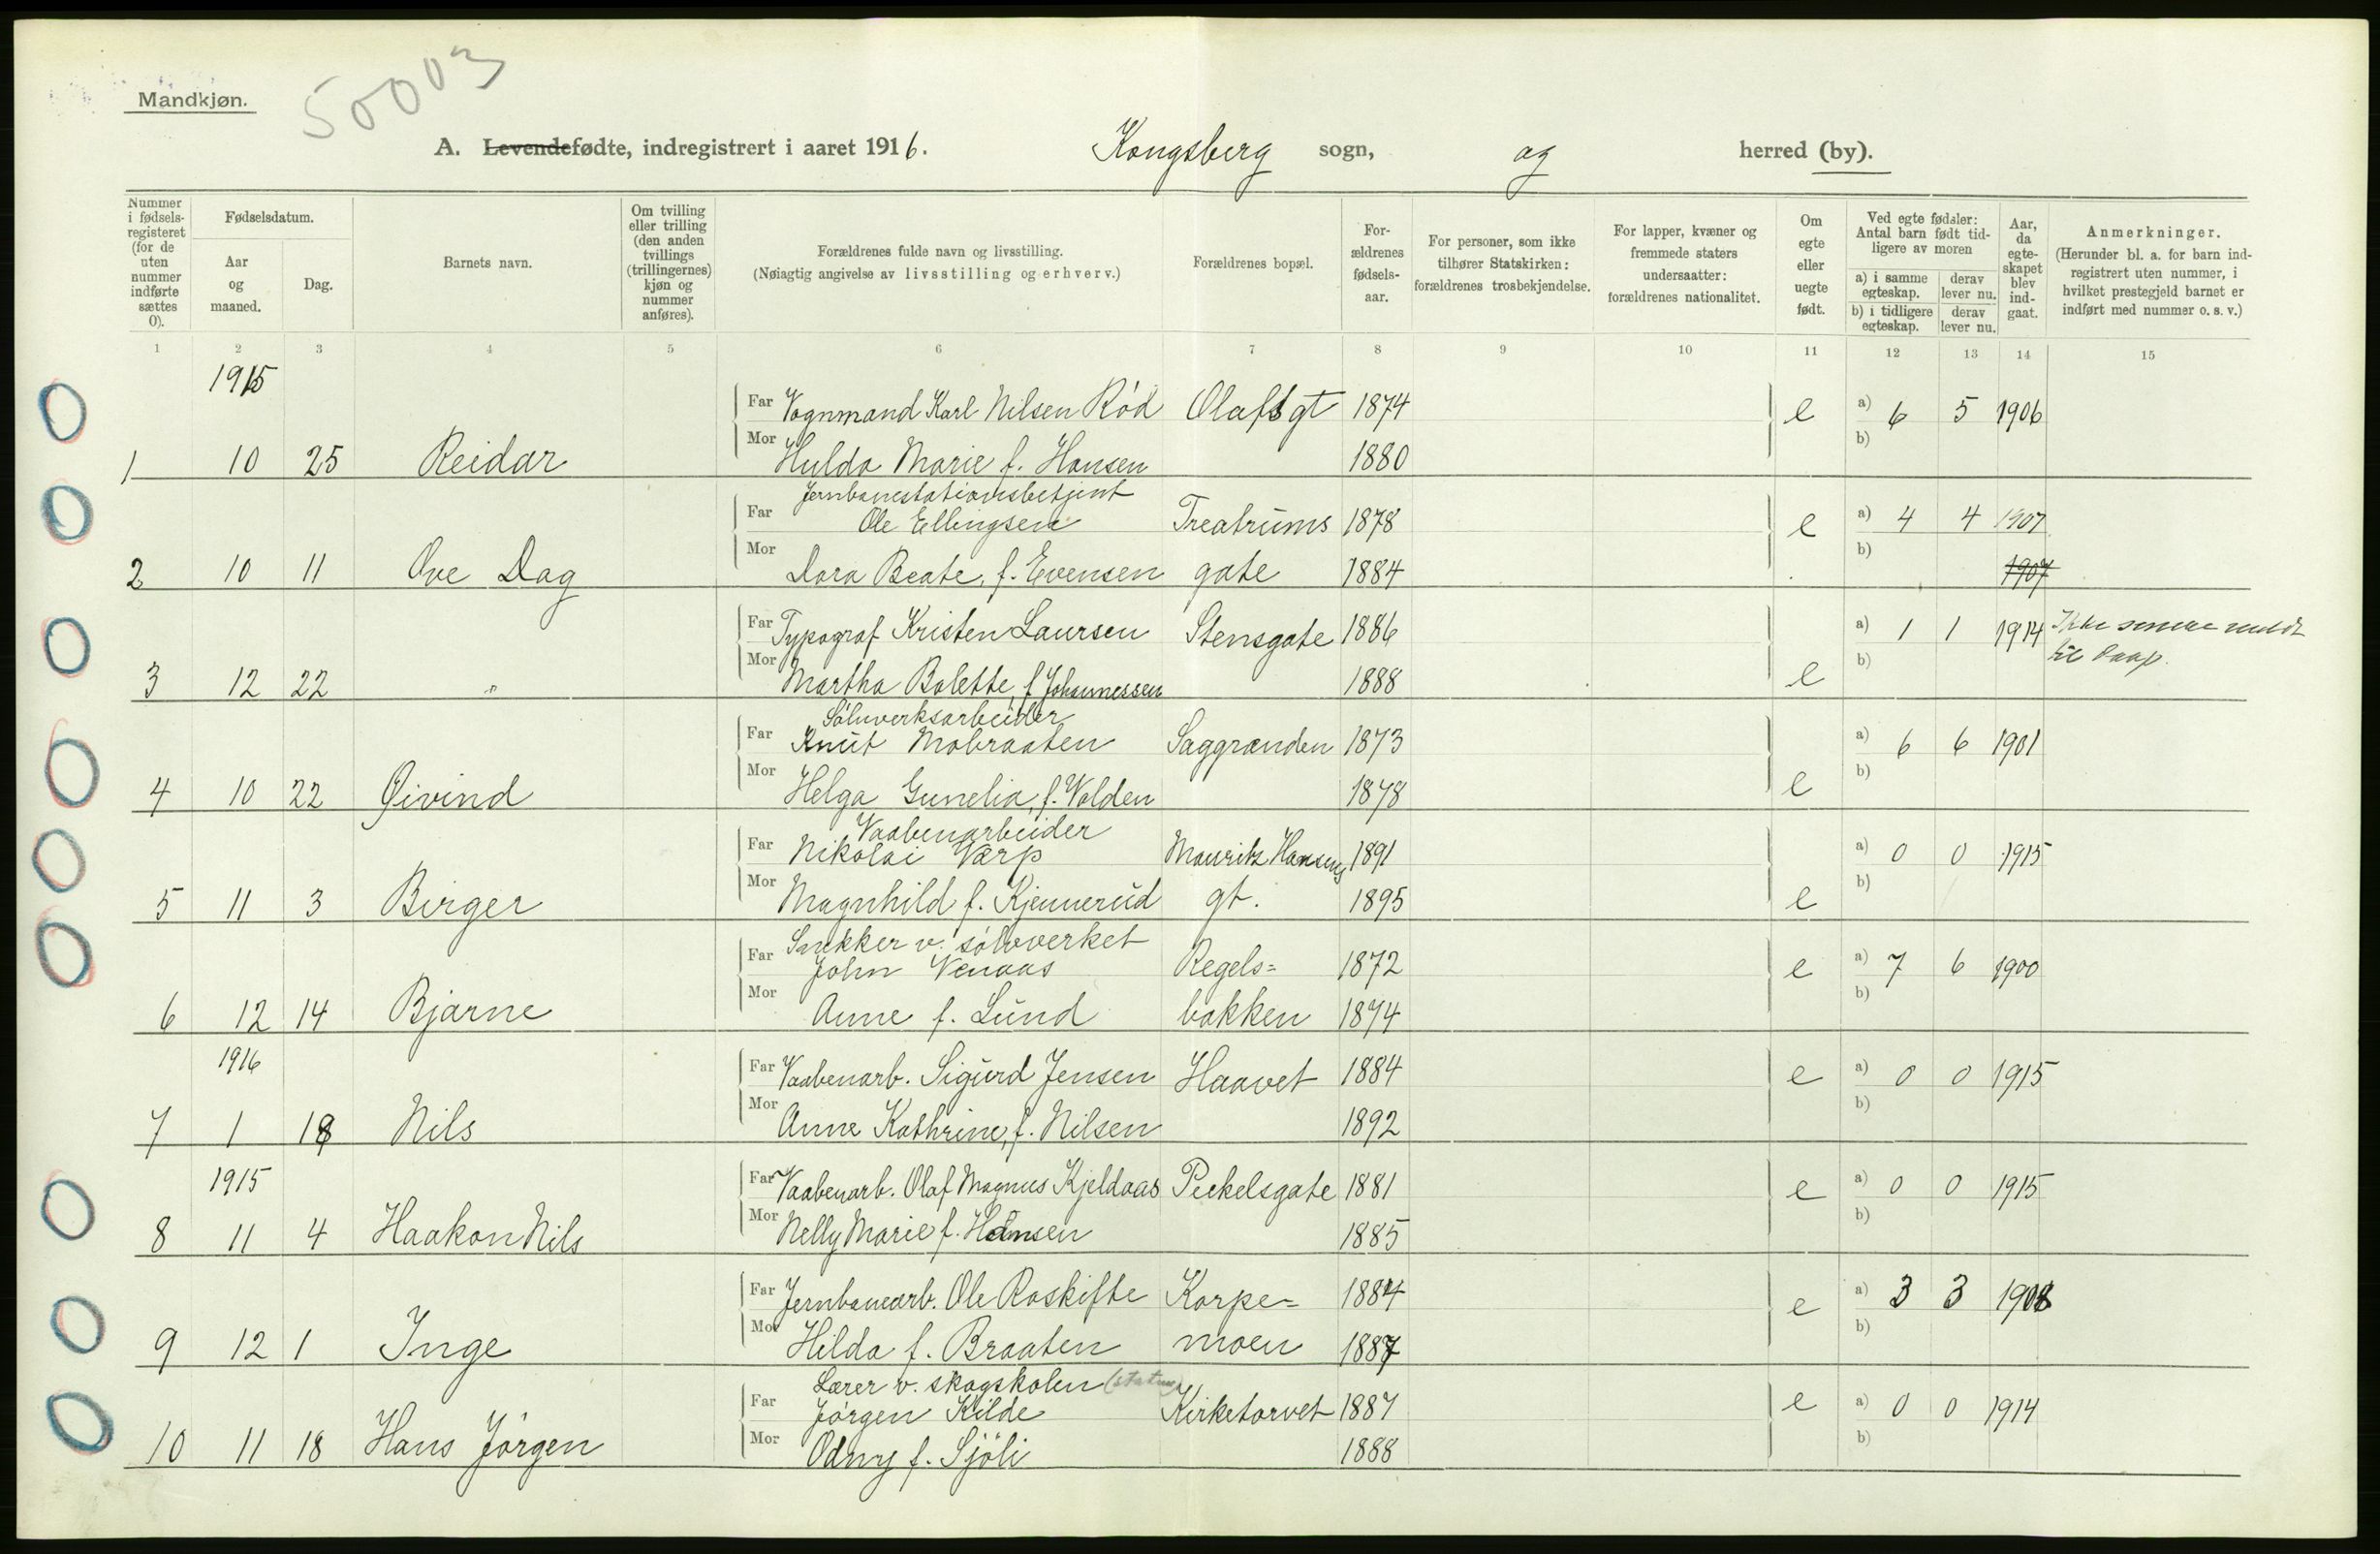 50003
Mandkjøn.
A. Levendefødte, indregistrert i aaret 1916. Kongsberg sogn, og herred (by).
Nummer i fødselsregisteret (for de uten nummer indførte sættes 0).
Fødselsdatum.
Aar og maaned.
Dag.
Barnets navn.
Om tvilling eller trilling (den anden tvillings (trillingernes) kjøn og nummer anføres).
Forældrenes fulde navn og livsstilling.
(Nøiagtig angivelse av livsstilling og erhverv.)
Forældrenes bopæl.
Forældrenes fødselsaar.
For personer, som ikke tilhører Statskirken: forældrenes trosbekjendelse.
For lapper, kvæner og fremmede staters undersaatter: forældrenes nationalitet.
Om egte eller uegte født.
Ved egte fødsler: Antal barn født tidligere av moren
a) i samme egteskap. derav lever nu.
b) i tidligere egteskap. derav lever nu.
Aar, da egteskapet blev indgaat.
Anmerkninger.
(Herunder bl. a. for barn indregistrert uten nummer, i hvilket prestegjeld barnet er indført med nummer o. s. v.)
1 2 3 4 5 6 7 8 9 10 11 12 13 14 15
1915
Far Vognmand Karl Nilsen Rød Olafsgt 1874 e a) 6 5 1906
b)
1 10 25 Reidar Mor Hulda Marie f. Hansen 1880
Jernbanestationsbetjent
Far Ole Ellingsen Treatrums 1878 e a) 4 4 1907
b)
2 10 11 Ove Dag Mor Dora Beate, f. Evensen gate 1884 1907
Far Typograf Kristen Laursen Stensgate 1886 a) 1 1 1914 Ikke senere meldt
b) til daap.
3 12 22 " Mor Martha Bolette, f Johannessen 1888 e
Sölvverksarbeider
Far Knut Mobraaten Saggrenden 1873 a) 6 6 1901
b)
4 10 22 Øivind Mor Helga Gunelia, f. Volden 1878 e
Vaabenarbeider
Far Nikolai Værp Mauritz Hansens 1891 a) 0 0 1915
b)
5 11 3 Birger Mor Magnhild f. Kjennerud gt. 1895 e
v. sölvverket
Far John Venaas Regels= 1872 e a) 7 6 1900
b)
6 12 14 Bjarne Mor Anne f. Lund bakken 1874
1916
Far Vaabenarb. Sigurd Jensen Haavet 1884 e a) 0 0 1915
b)
7 1 18 Nils Mor Anne Kathrine, f. Nilsen 1892
1915
Far Vaabenarb. Olaf Magnus Kjeldaas Peckelsgate 1881 e a) 0 0 1915
b)
8 11 4 Haakon Nils Mor Nelly Marie f. Hansen 1885
Far Jernbanearb. Ole Roskifte Korpe= 1884 e a) 3 3 1908
b)
9 12 1 Inge Mor Hilda f. Braaten moen 1887
Lærer v. skogskolen (statens)
Far Jörgen Kilde Kirketorvet 1887 e a) 0 0 1914
b)
10 11 18 Hans Jörgen Mor Odny f. Sjöli 1888